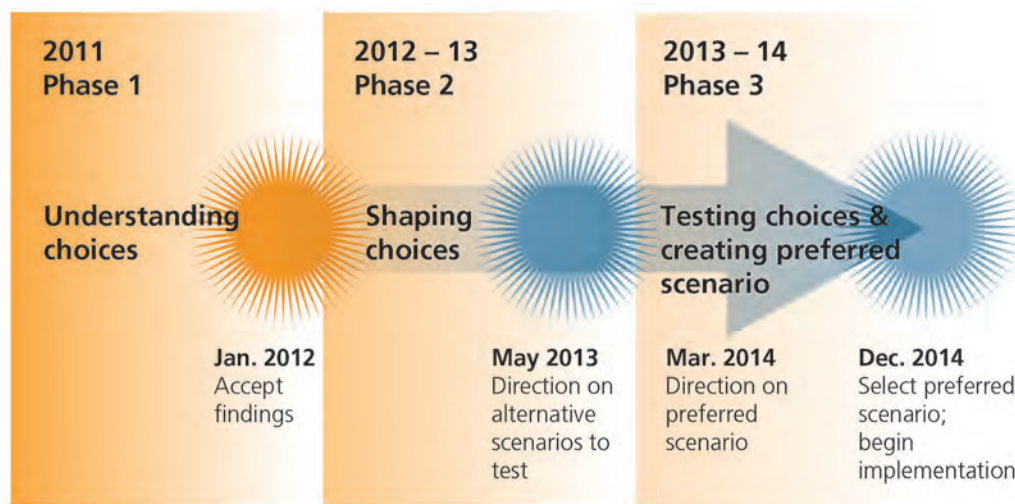 2011
Phase 1
Understanding
choices
Jan. 2012
Accept
findings
2012 – 13
Phase 2
Shaping
choices
May 2013
Direction on
alternative
scenarios to
test
2013 – 14
Phase 3
Testing choices &
creating preferred
scenario
Mar. 2014
Direction on
preferred
scenario
Dec. 2014
Select preferred
scenario;
begin
implementation